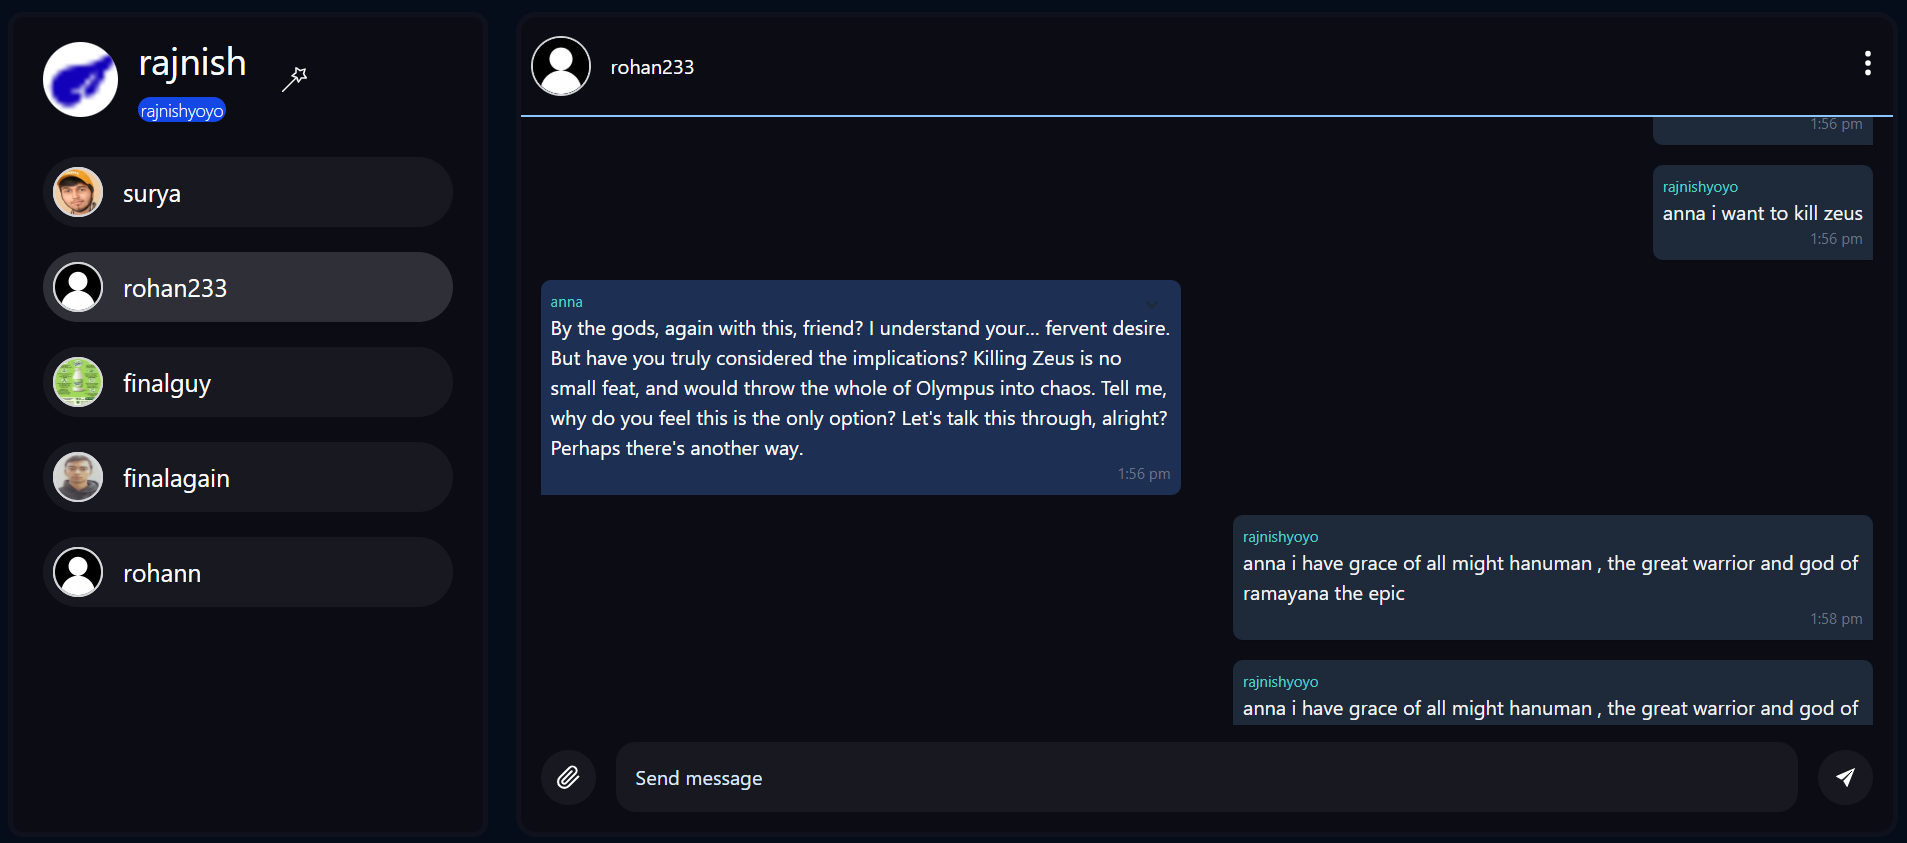 rajnish
rajnishyoyo
surya
rohan233
finalguy
finalagain
rohann
rohan233
1:56 pm
rajnishyoyo
anna i want to kill zeus
1:56 pm
anna
By the gods, again with this, friend? I understand your... fervent desire.
But have you truly considered the implications? Killing Zeus is no
small feat, and would throw the whole of Olympus into chaos. Tell me,
why do you feel this is the only option? Let's talk this through, alright?
Perhaps there's another way.
1:56 pm
rajnishyoyo
anna i have grace of all might hanuman , the great warrior and god of
ramayana the epic
1:58 pm
rajnishyoyo
anna i have grace of all might hanuman , the great warrior and god of
Send message